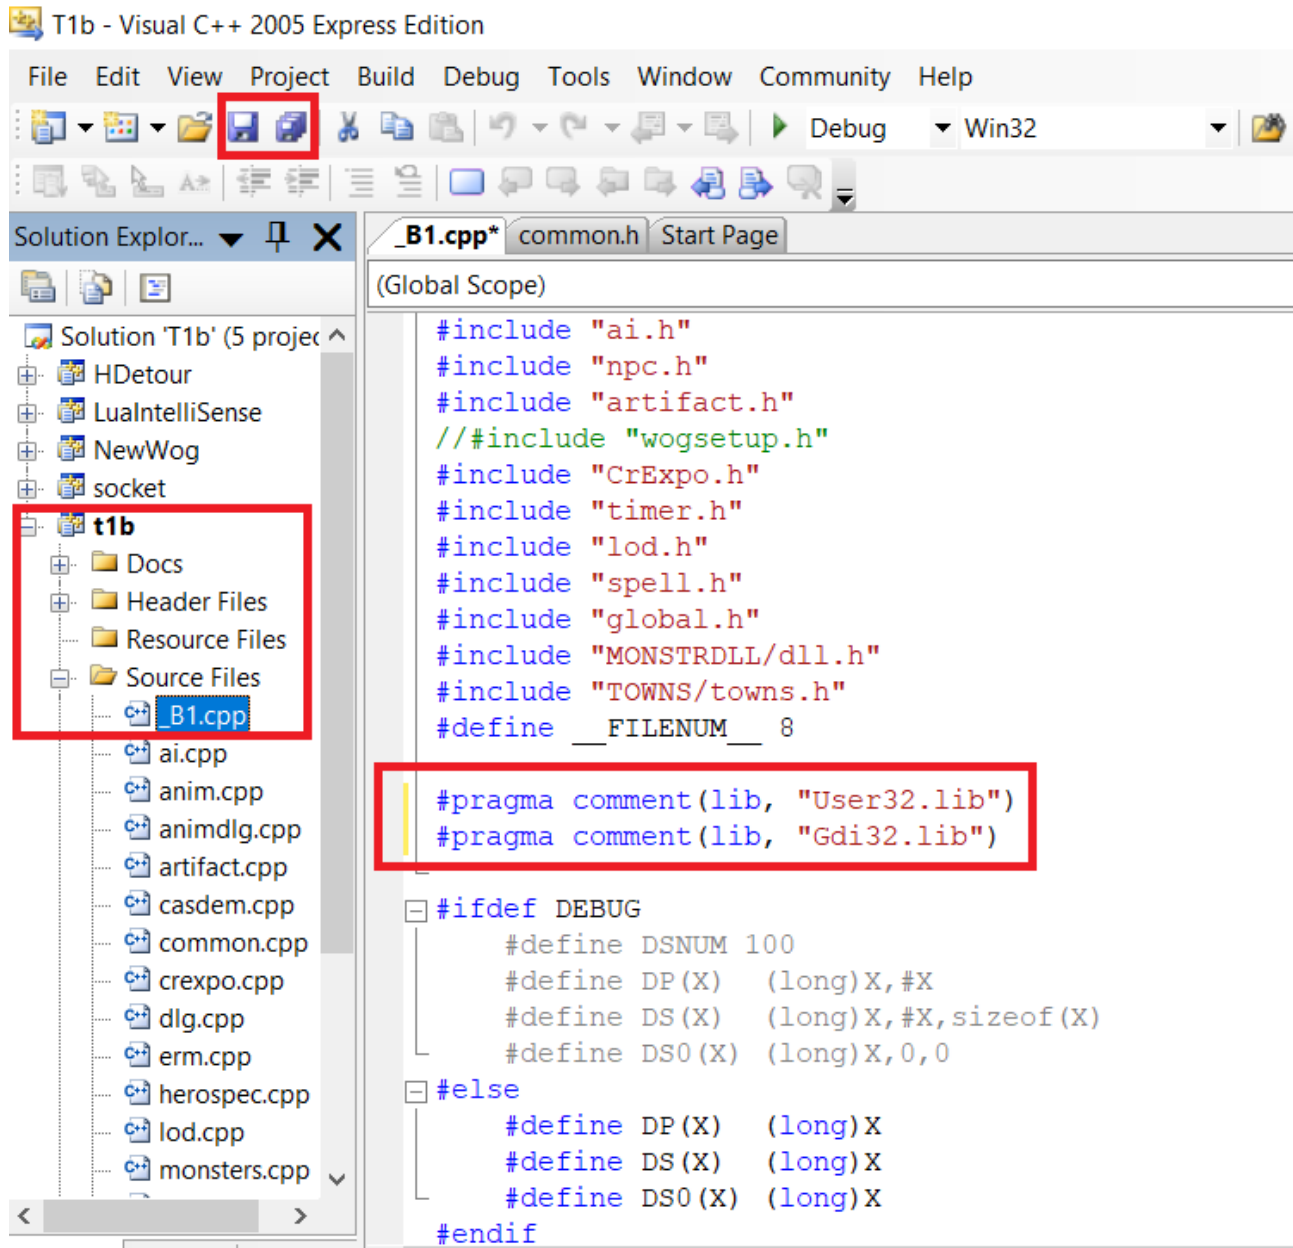 T1b - Visual C++ 2005 Express Edition
File Edit View Project Build Debug Tools Window Community Help
Debug Win32
Solution Explor...
_B1.cpp* common.h Start Page
(Global Scope)
Solution 'T1b' (5 projec
HDetour
LuaIntelliSense
NewWog
socket
t1b
Docs
Header Files
Resource Files
Source Files
_B1.cpp
ai.cpp
anim.cpp
animdlg.cpp
artifact.cpp
casdem.cpp
common.cpp
crexpo.cpp
dlg.cpp
erm.cpp
herospec.cpp
lod.cpp
monsters.cpp
#include "ai.h"
#include "npc.h"
#include "artifact.h"
//#include "wogsetup.h"
#include "CrExpo.h"
#include "timer.h"
#include "lod.h"
#include "spell.h"
#include "global.h"
#include "MONSTRDLL/dll.h"
#include "TOWNS/towns.h"
#define __FILENUM__ 8
#pragma comment(lib, "User32.lib")
#pragma comment(lib, "Gdi32.lib")
#ifdef DEBUG
#define DSNUM 100
#define DP(X) (long)X,#X
#define DS(X) (long)X,#X,sizeof(X)
#define DS0(X) (long)X,0,0
#else
#define DP(X) (long)X
#define DS(X) (long)X
#define DS0(X) (long)X
#endif